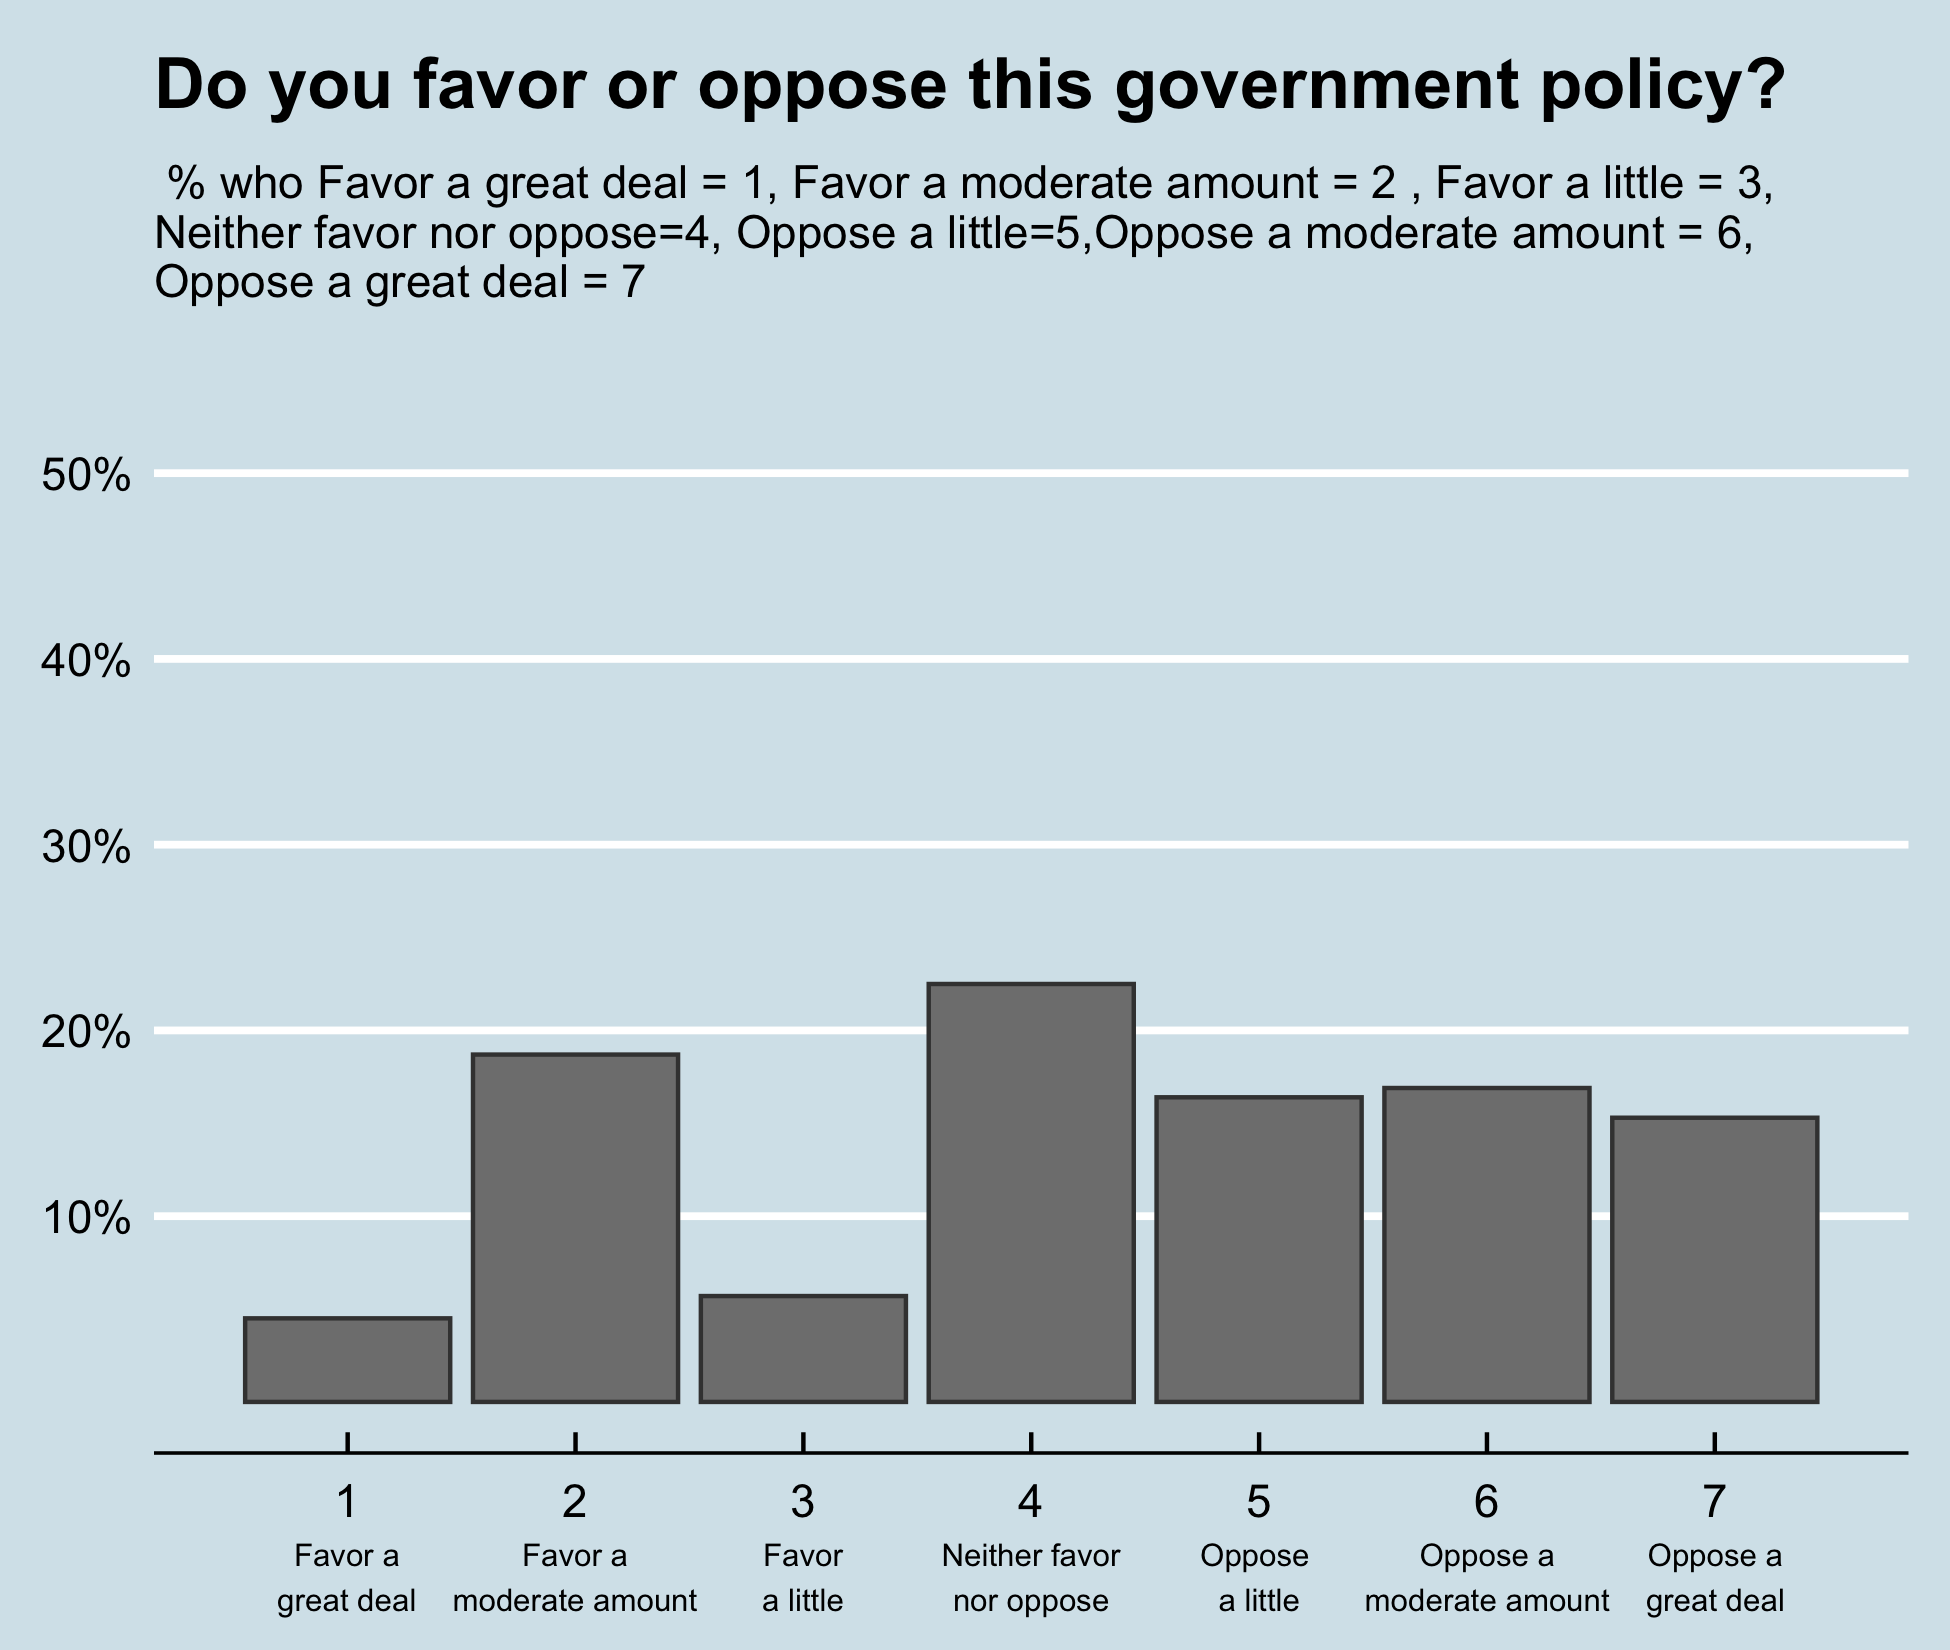 Do you favor or oppose this government policy?
% who Favor a great deal = 1, Favor a moderate amount = 2 , Favor a little = 3,
Neither favor nor oppose=4, Oppose a little=5,Oppose a moderate amount = 6,
Oppose a great deal = 7
50%
40%
30%
20%
10%
1 2 3 4 5 6 7
Favor a Favor a Favor Neither favor Oppose Oppose a Oppose a
great deal moderate amount a little nor oppose a little moderate amount great deal